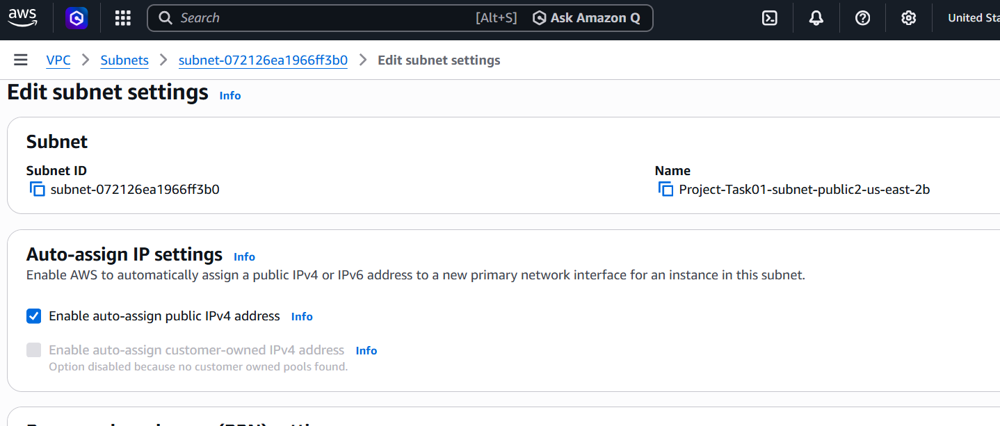 aws
Search [Alt+S] Ask Amazon Q United Sta
VPC > Subnets > subnet-072126ea1966ff3b0 > Edit subnet settings
Edit subnet settings Info
Subnet
Subnet ID Name
subnet-072126ea1966ff3b0 Project-Task01-subnet-public2-us-east-2b
Auto-assign IP settings Info
Enable AWS to automatically assign a public IPv4 or IPv6 address to a new primary network interface for an instance in this subnet.
Enable auto-assign public IPv4 address Info
Enable auto-assign customer-owned IPv4 address Info
Option disabled because no customer owned pools found.